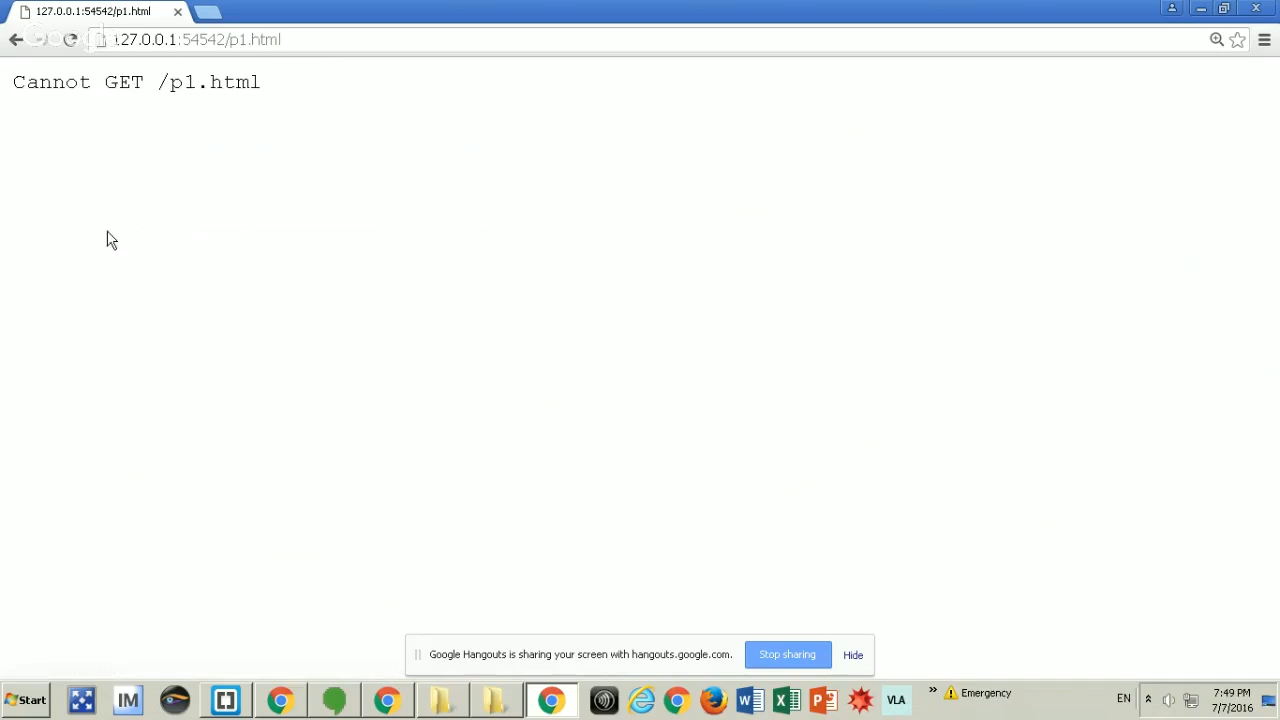 127.0.0.1:54542/p1.html
127.0.0.1:54542/p1.html
Cannot GET /p1.html
Google Hangouts is sharing your screen with hangouts.google.com.
Stop sharing
Hide
Start
IM
VLA
Emergency
EN
7:49 PM
7/7/2016